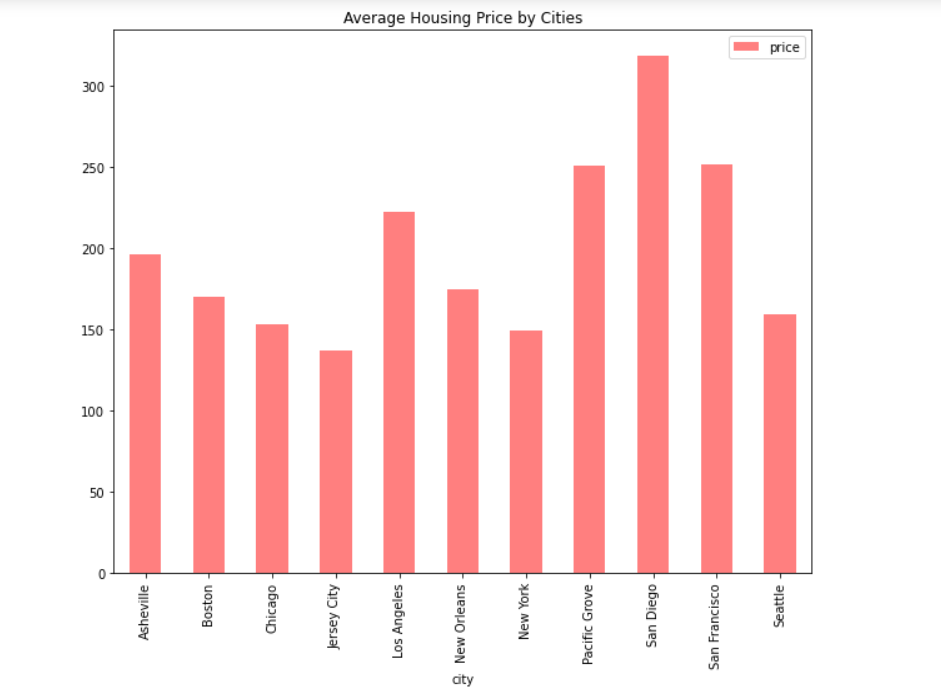 Average Housing Price by Cities
price
300
250
200
150
100
50
0
Asheville
Boston
Chicago
Jersey City
Los Angeles
New Orleans
New York
Pacific Grove
San Diego
San Francisco
Seattle
city